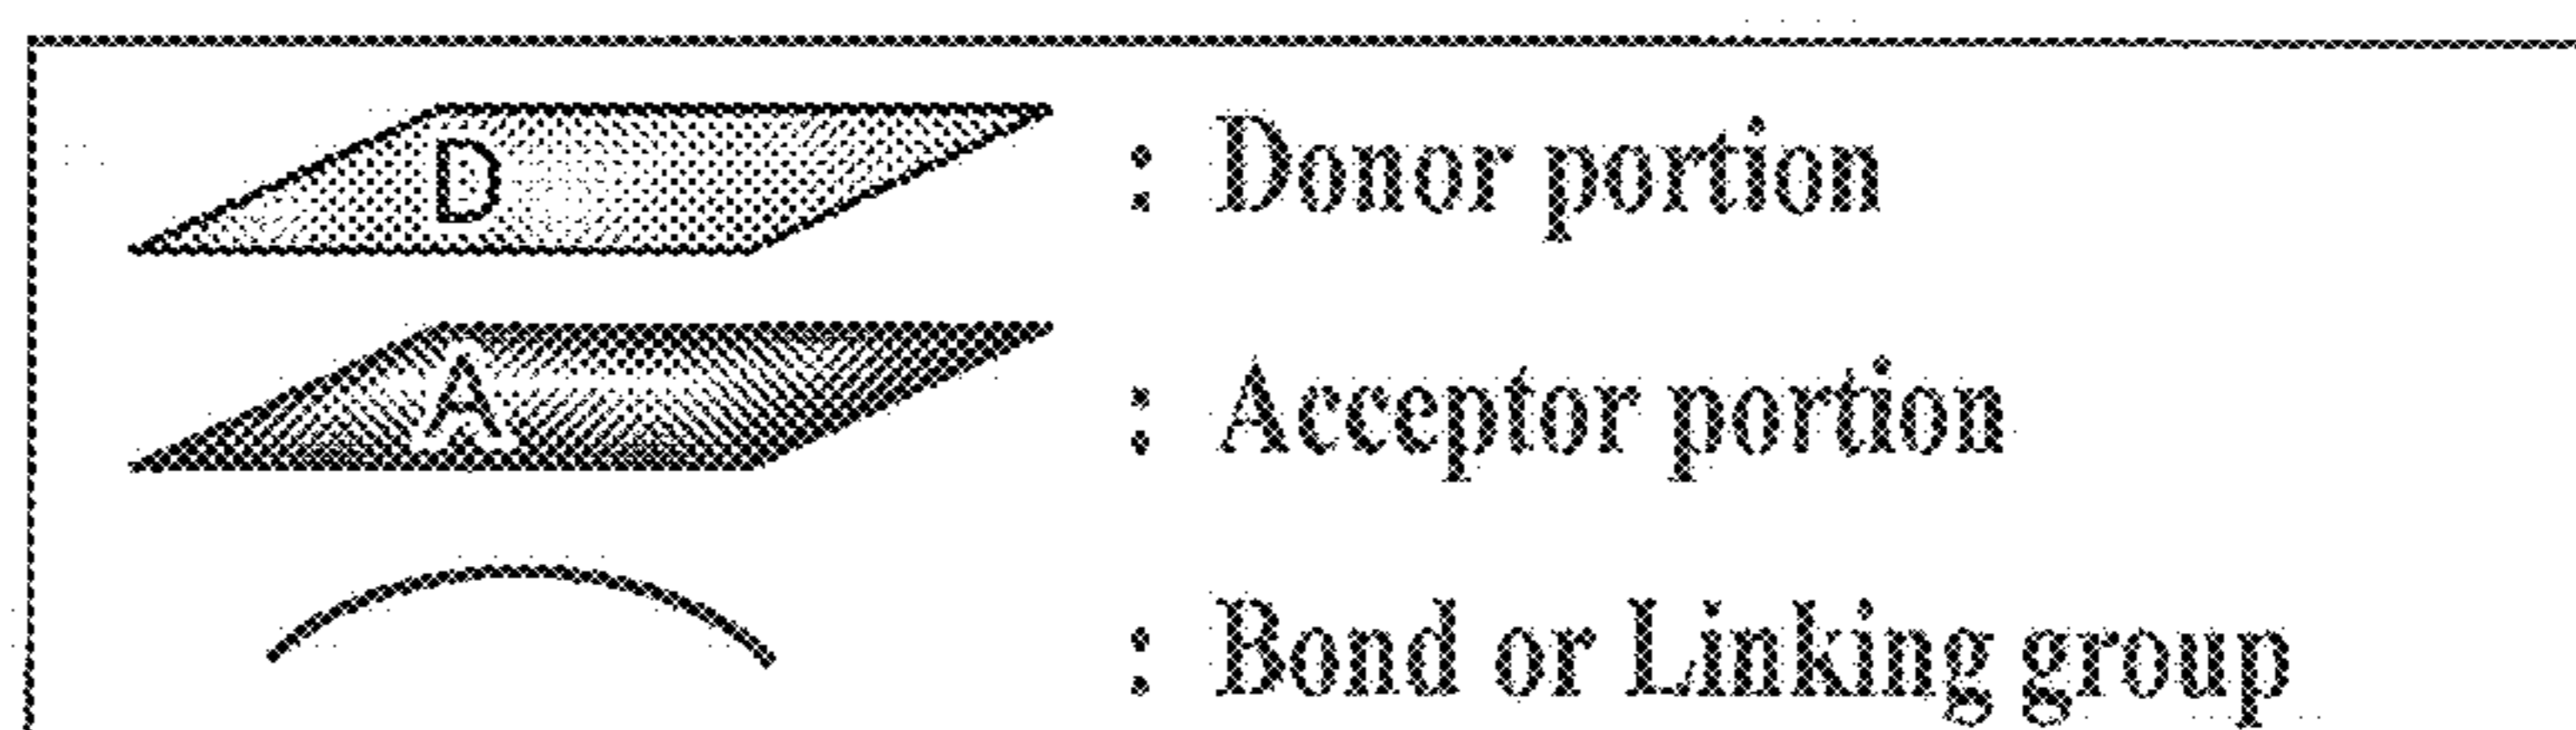 D : Donor portion
A : Acceptor portion
: Bond or Linking group